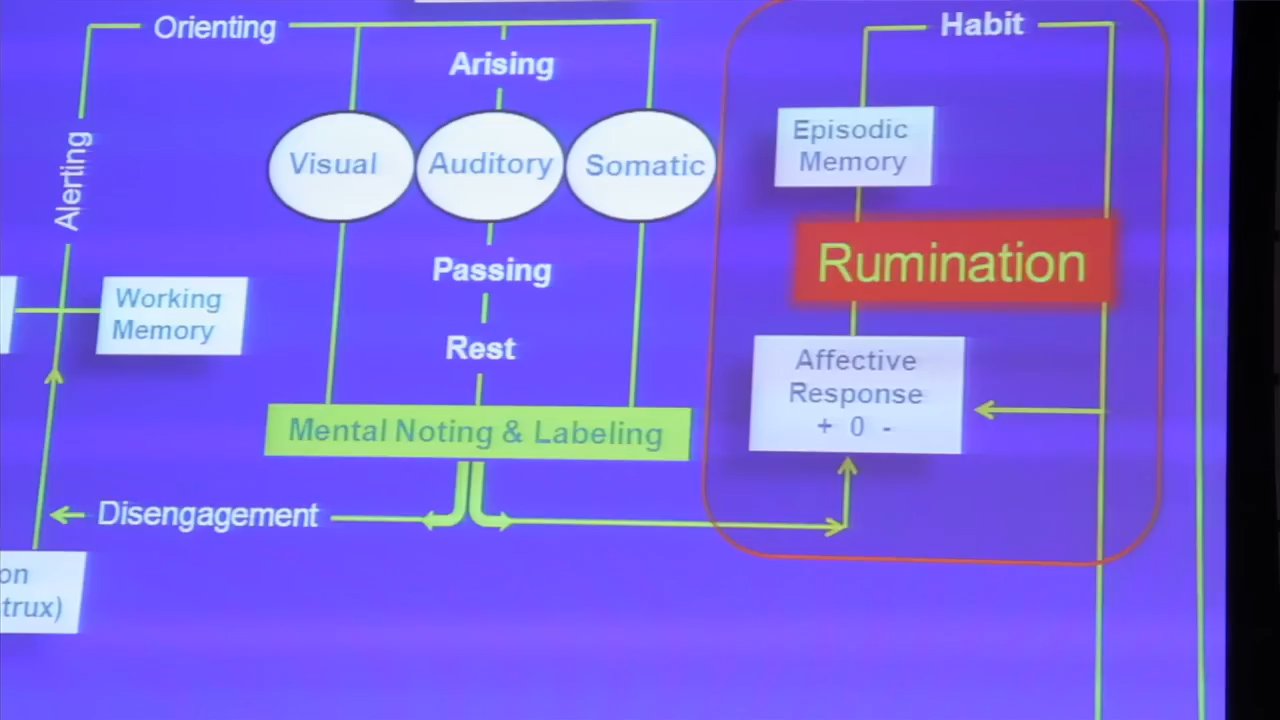 Orienting
Habit
Arising
Alerting
Visual
Auditory
Somatic
Episodic
Memory
Rumination
Passing
Working
Memory
Rest
Affective
Response
+ 0 -
Mental Noting & Labeling
Disengagement
on
trux)